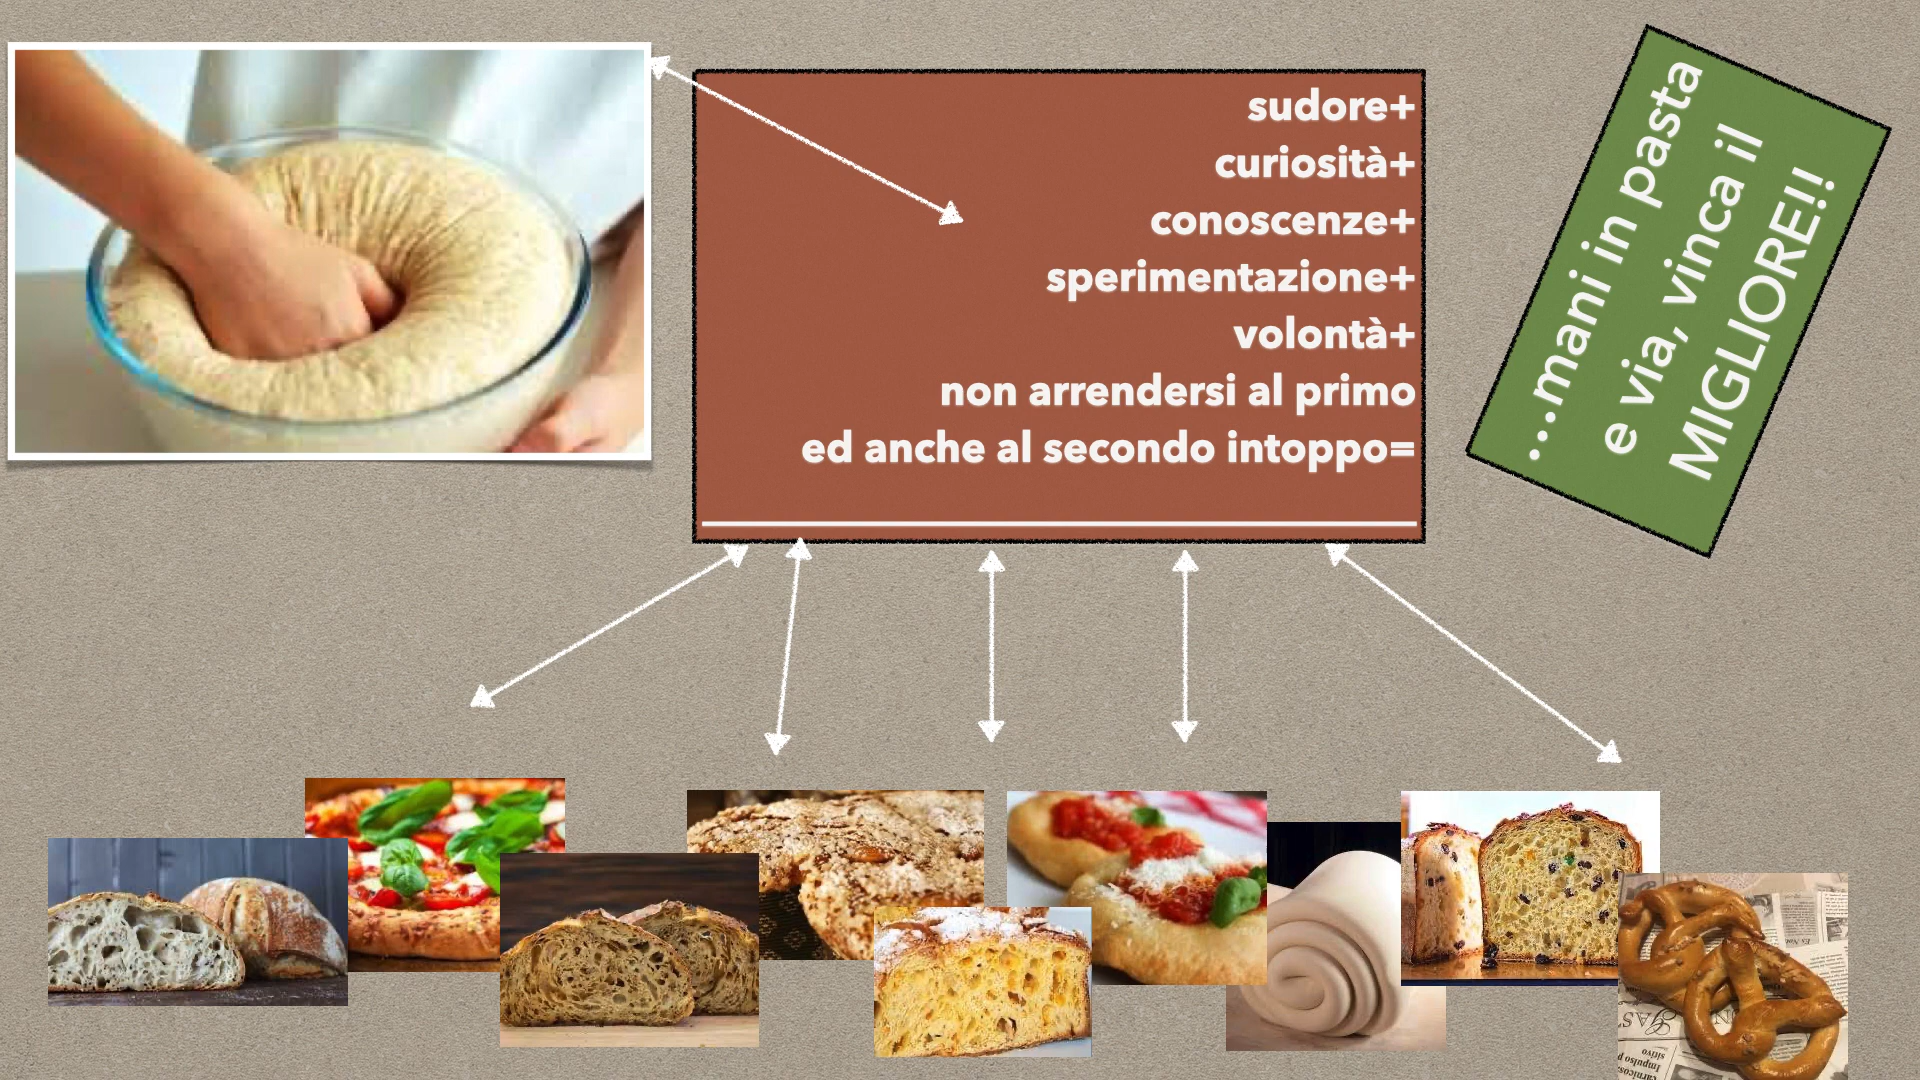 sudore+
curiosità+
conoscenze+
sperimentazione+
volontà+
non arrendersi al primo
ed anche al secondo intoppo=
...mani in pasta
e via, vinca il
MIGLIORE!!